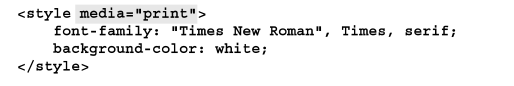 <style media="print">
    font-family: "Times New Roman", Times, serif;
    background-color: white;
</style>